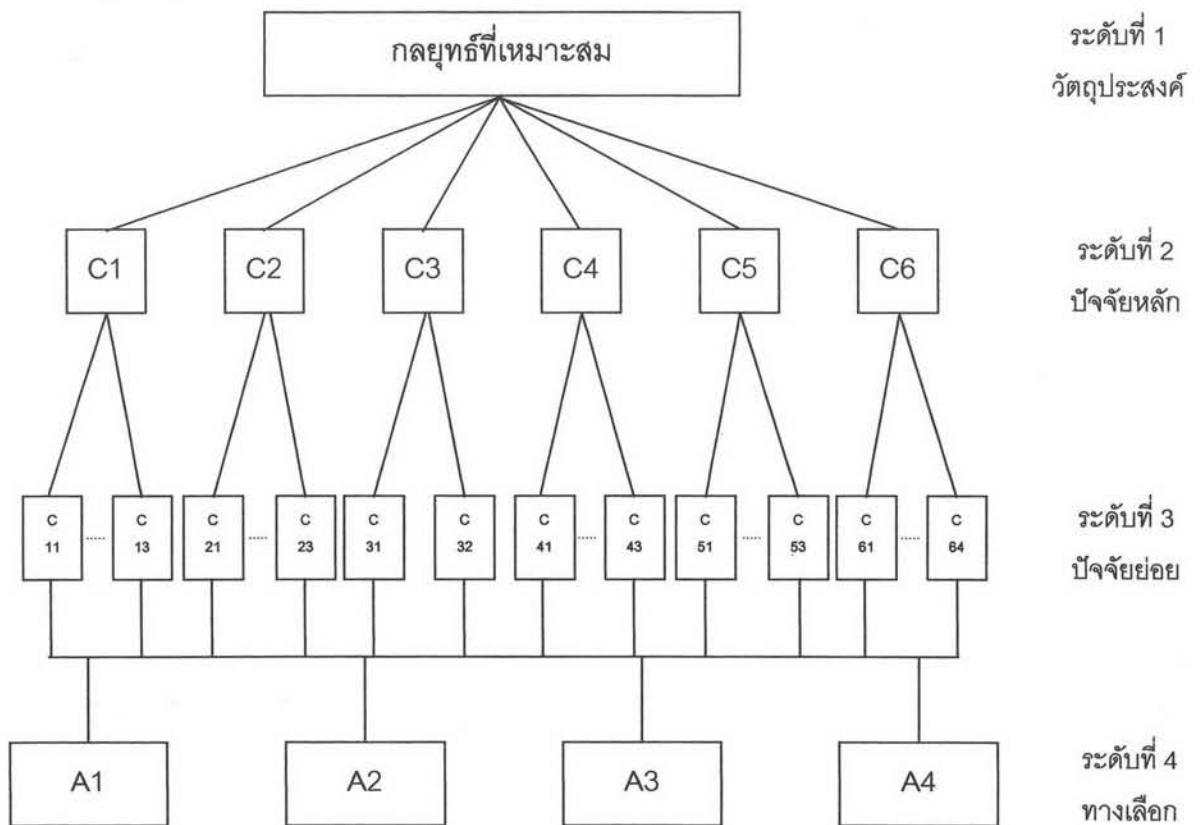 กลยุทธ์ที่เหมาะสม
ระดับที่ 1
วัตถุประสงค์
C1 C2 C3 C4 C5 C6
ระดับที่ 2
ปัจจัยหลัก
C C C C C C C C C C C C
11 ..... 13 21 ..... 23 31 32 41 ..... 43 51 ..... 53 61 ..... 64
ระดับที่ 3
ปัจจัยย่อย
A1 A2 A3 A4
ระดับที่ 4
ทางเลือก